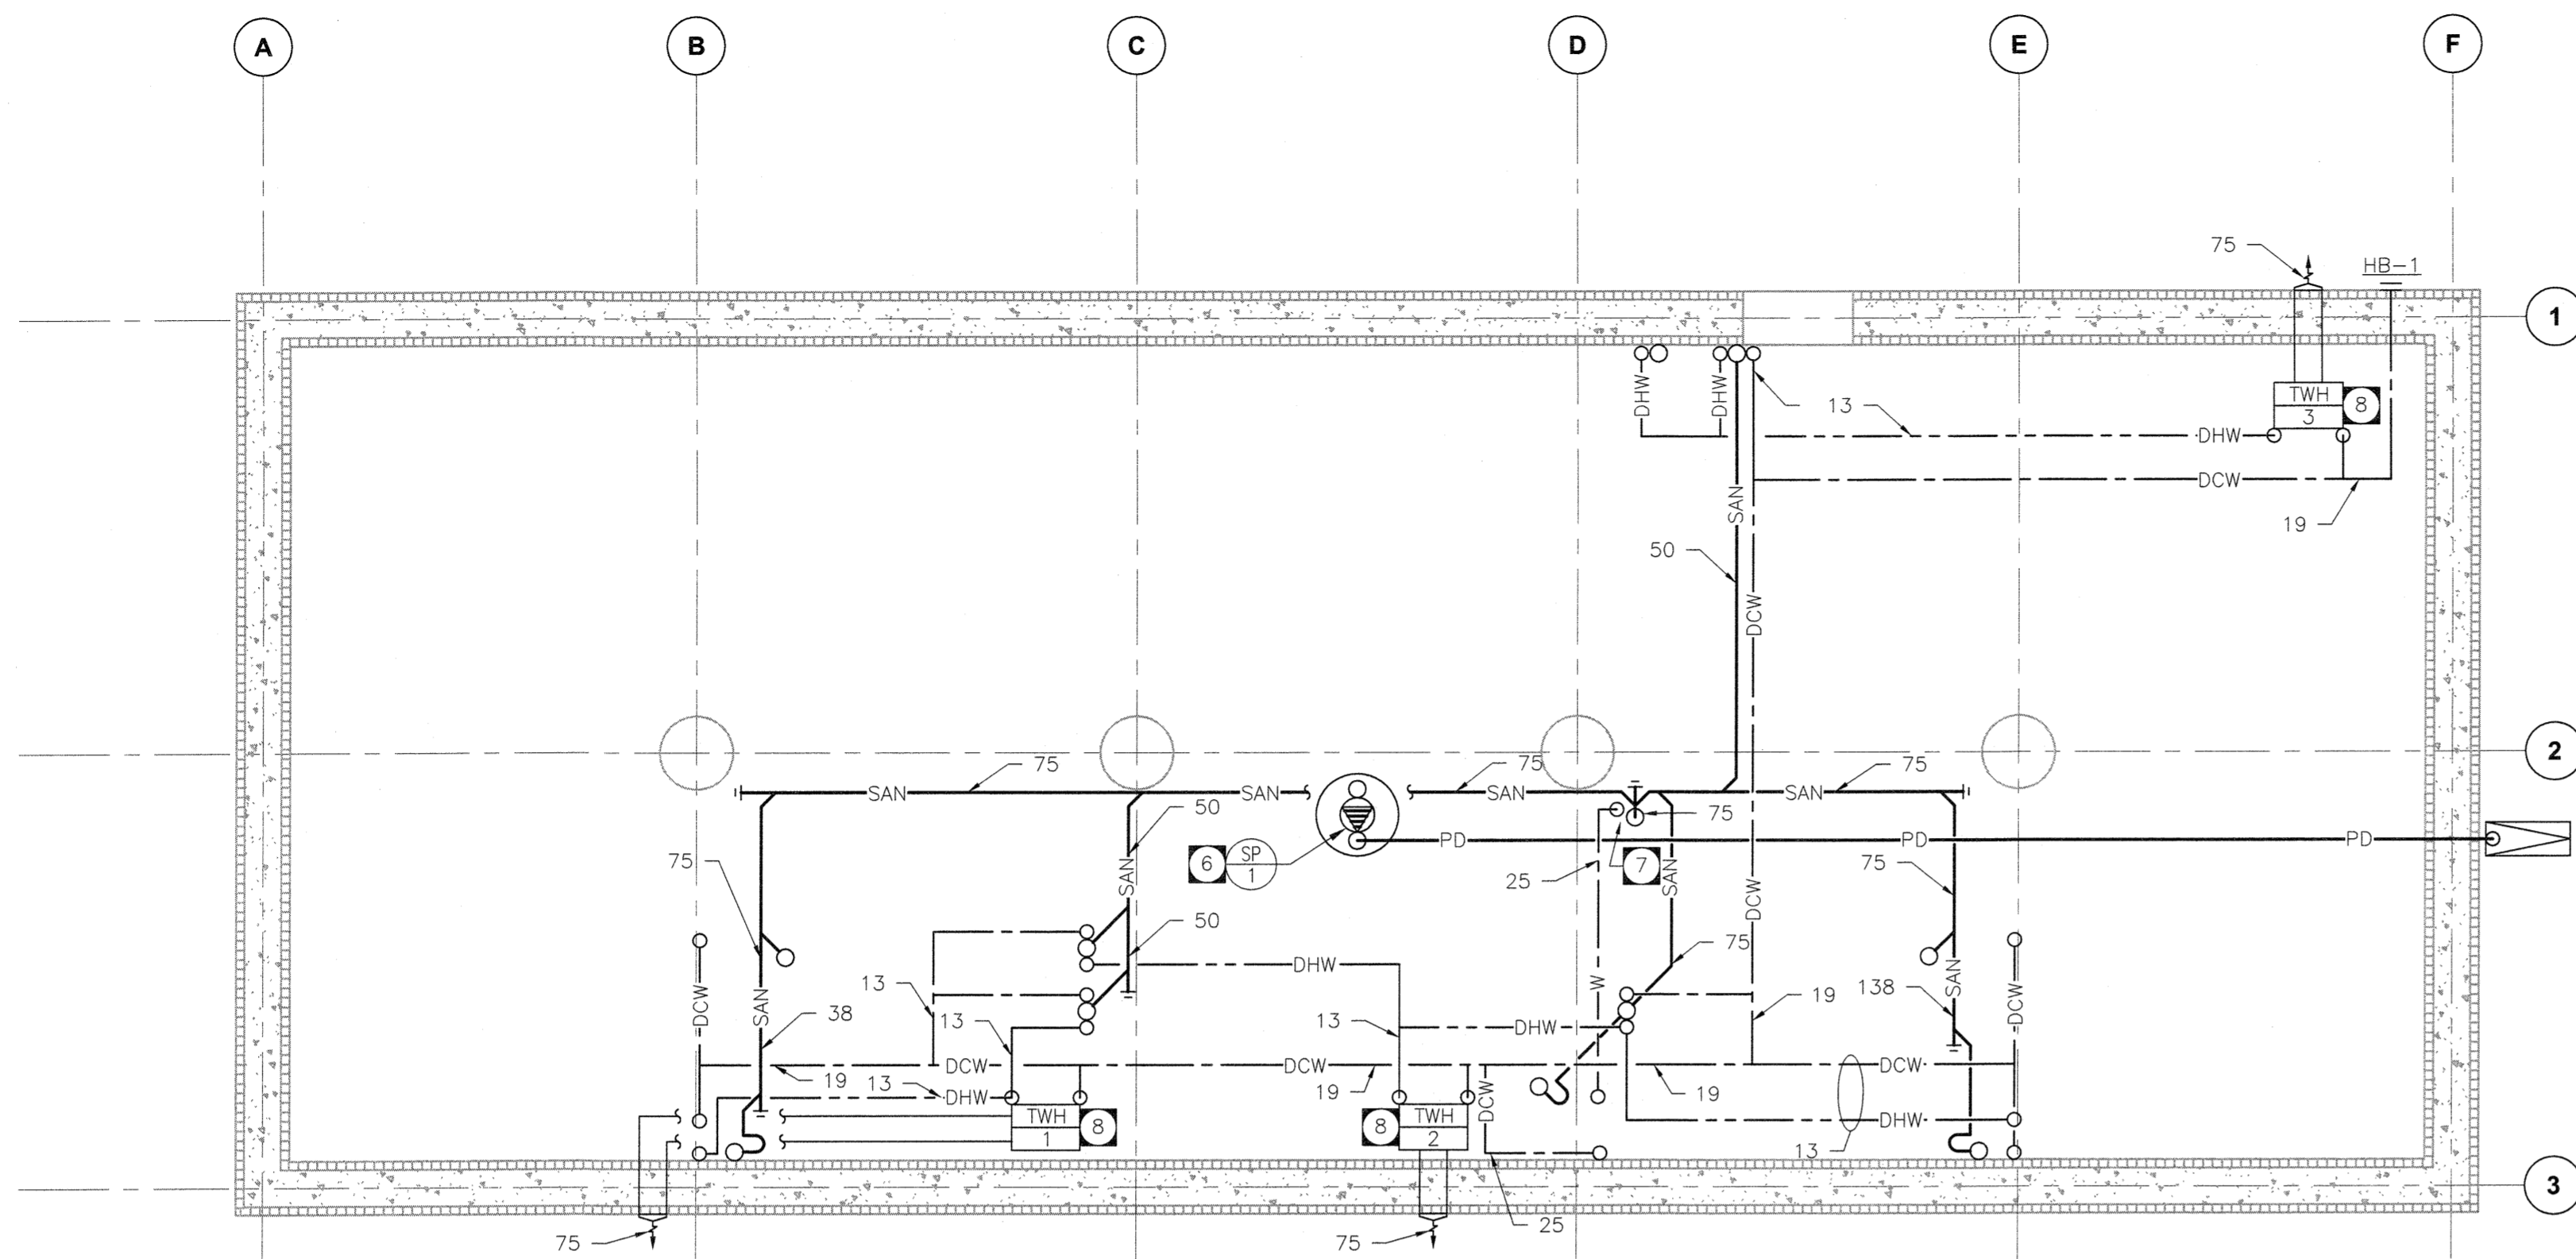 A B C D E F
75
HB-1
1
TWH
3
8
DHW DHW
13
DHW
DCW
19
SAN
50
DCW
2
75 75 75
SAN SAN SAN SAN
50
75
PD PD PD
6
SP
1
7
25
SAN
SAN
75
75
DCW
50
75
DHW
13
SAN
DCW
SAN
38
13
W
19
138
SAN
DCW
13
DHW
DCW DCW DCW
19
13
DHW
19
19
DCW
TWH
1
8
8
TWH
2
DHW
13
3
75
75
25